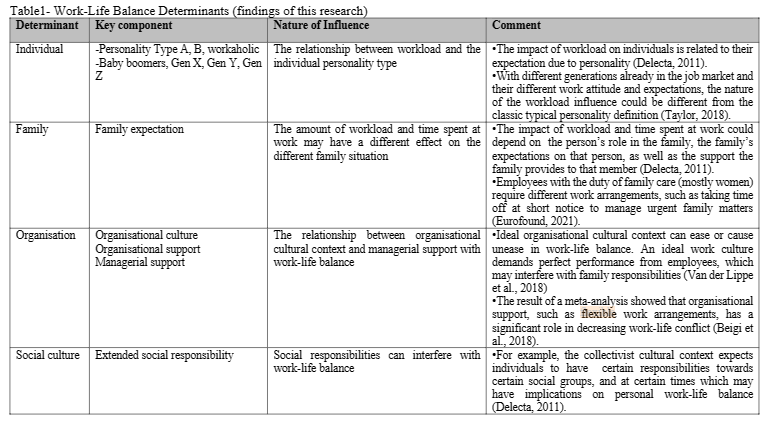 Table1- Work-Life Balance Determinants (findings of this research)
Determinant
Key component
Nature of Influence
Comment
Individual
-Personality Type A, B, workaholic
-Baby boomers, Gen X, Gen Y, Gen
Z
The relationship between workload and the
individual personality type
•The impact of workload on individuals is related to their
expectation due to personality (Delecta, 2011).
•With different generations already in the job market and
their different work attitude and expectations, the nature
of the workload influence could be different from the
classic typical personality definition (Taylor, 2018).
Family
Family expectation
The amount of workload and time spent at
work may have a different effect on the
different family situation
•The impact of workload and time spent at work could
depend on the person's role in the family, the family's
expectations on that person, as well as the support the
family provides to that member (Delecta, 2011).
•Employees with the duty of family care (mostly women)
require different work arrangements, such as taking time
off at short notice to manage urgent family matters
(Eurofound, 2021).
Organisation
Organisational culture
Organisational support
Managerial support
The relationship between organisational
cultural context and managerial support with
work-life balance
•Ideal organisational cultural context can ease or cause
unease in work-life balance. An ideal work culture
demands perfect performance from employees, which
may interfere with family responsibilities (Van der Lippe
et al., 2018)
•The result of a meta-analysis showed that organisational
support, such as flexible work arrangements, has a
significant role in decreasing work-life conflict (Beigi et
al., 2018).
Social culture
Extended social responsibility
Social responsibilities can interfere with
work-life balance
•For example, the collectivist cultural context expects
individuals to have certain responsibilities towards
certain social groups, and at certain times which may
have implications on personal work-life balance
(Delecta, 2011).